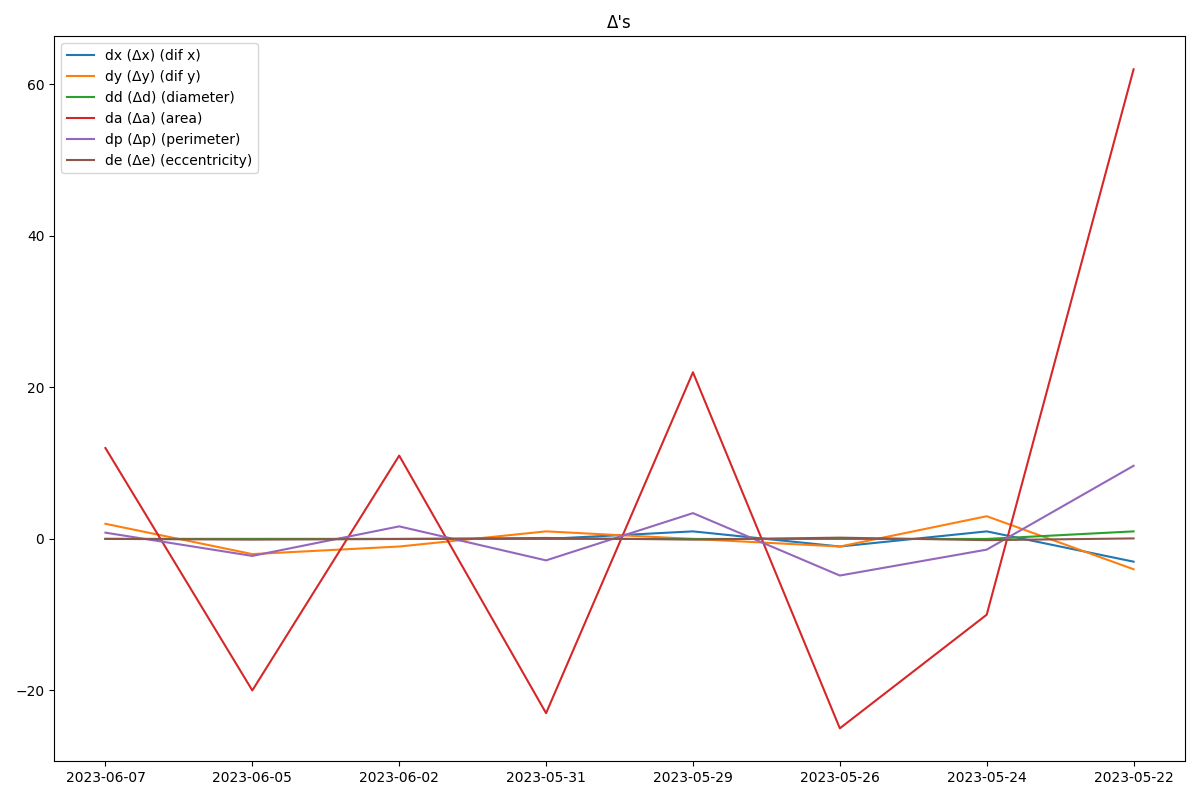 Δ's
dx (Δx) (dif x)
dy (Δy) (dif y)
dd (Δd) (diameter)
da (Δa) (area)
dp (Δp) (perimeter)
de (Δe) (eccentricity)
60
40
20
0
−20
2023-06-07 2023-06-05 2023-06-02 2023-05-31 2023-05-29 2023-05-26 2023-05-24 2023-05-22